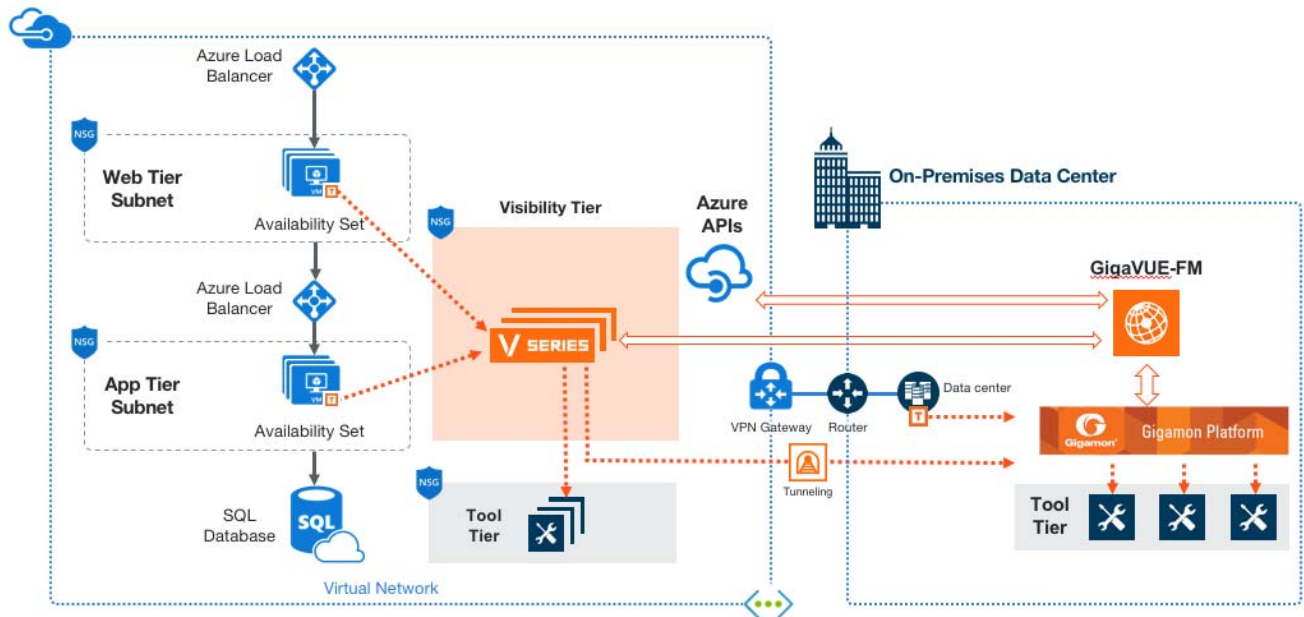 Azure Load
Balancer
NSG
Web Tier
Subnet
VM
T
Availability Set
Azure Load
Balancer
NSG
App Tier
Subnet
VM
T
Availability Set
SQL
Database
SQL
Virtual Network
NSG
Visibility Tier
V SERIES
NSG
Tool
Tier
Azure
APIs
VPN Gateway
Router
Data center
T
Tunneling
On-Premises Data Center
GigaVUE-FM
G
Gigamon®
Gigamon Platform
Tool
Tier